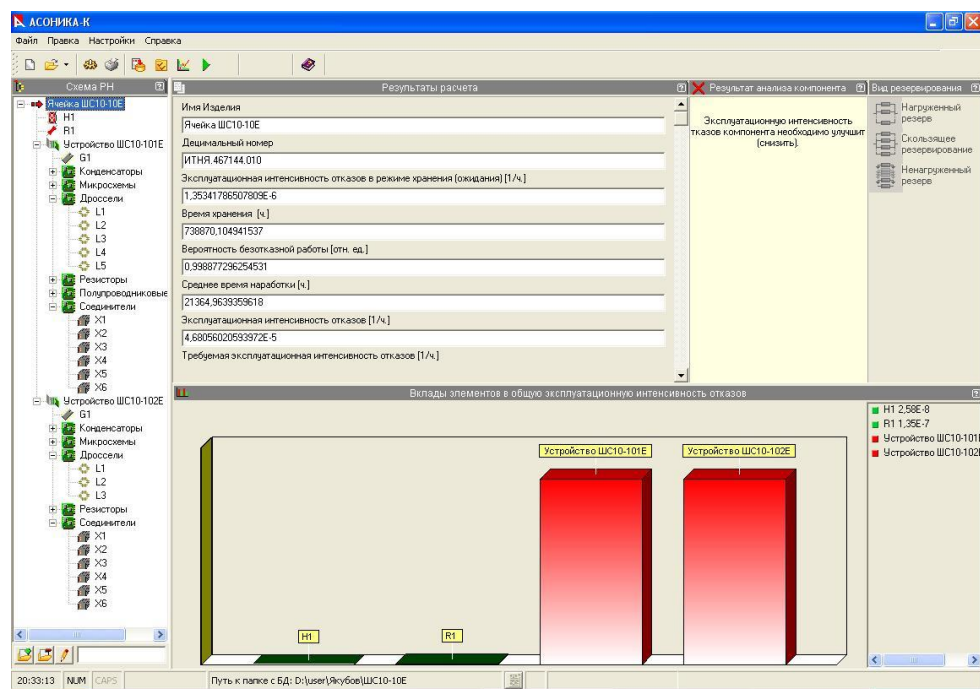 АСОНИКА-К
Файл Правка Настройки Справка
Схема РН
Ячейка ШС10-10Е
H1
R1
Устройство ШС10-101Е
G1
Конденсаторы
Микросхемы
Дроссели
L1
L2
L3
L4
L5
Резисторы
Полупроводниковые
Соединители
X1
X2
X3
X4
X5
X6
Устройство ШС10-102Е
G1
Конденсаторы
Микросхемы
Дроссели
L1
L2
L3
Резисторы
Соединители
X1
X2
X3
X4
X5
X6
Результаты расчета
Имя Изделия
Ячейка ШС10-10Е
Децимальный номер
ИТНЯ.467144.010
Эксплуатационная интенсивность отказов в режиме хранения (ожидания) [1/ч.]
1,35341786507809E-6
Время хранения [ч.]
738870,104941537
Вероятность безотказной работы [отн. ед.]
0,998877296254531
Среднее время наработки [ч.]
21364,9639359618
Эксплуатационная интенсивность отказов [1/ч.]
4,68056020593972E-5
Требуемая эксплуатационная интенсивность отказов [1/ч.]
Результат анализа компонента
Эксплуатационную интенсивность
тказов компонента необходимо улучшит
(снизить).
Вид резервирования
Нагруженный
резерв
Скользящее
резервирование
Ненагруженный
резерв
Вклады элементов в общую эксплуатационную интенсивность отказов
H1
R1
Устройство ШС10-101Е
Устройство ШС10-102Е
H1 2,58E-8
R1 1,35E-7
Устройство ШС10-101Е
Устройство ШС10-102Е
20:33:13 NUM CAPS Путь к папке с БД: D:\user\Якубов\ШС10-10Е